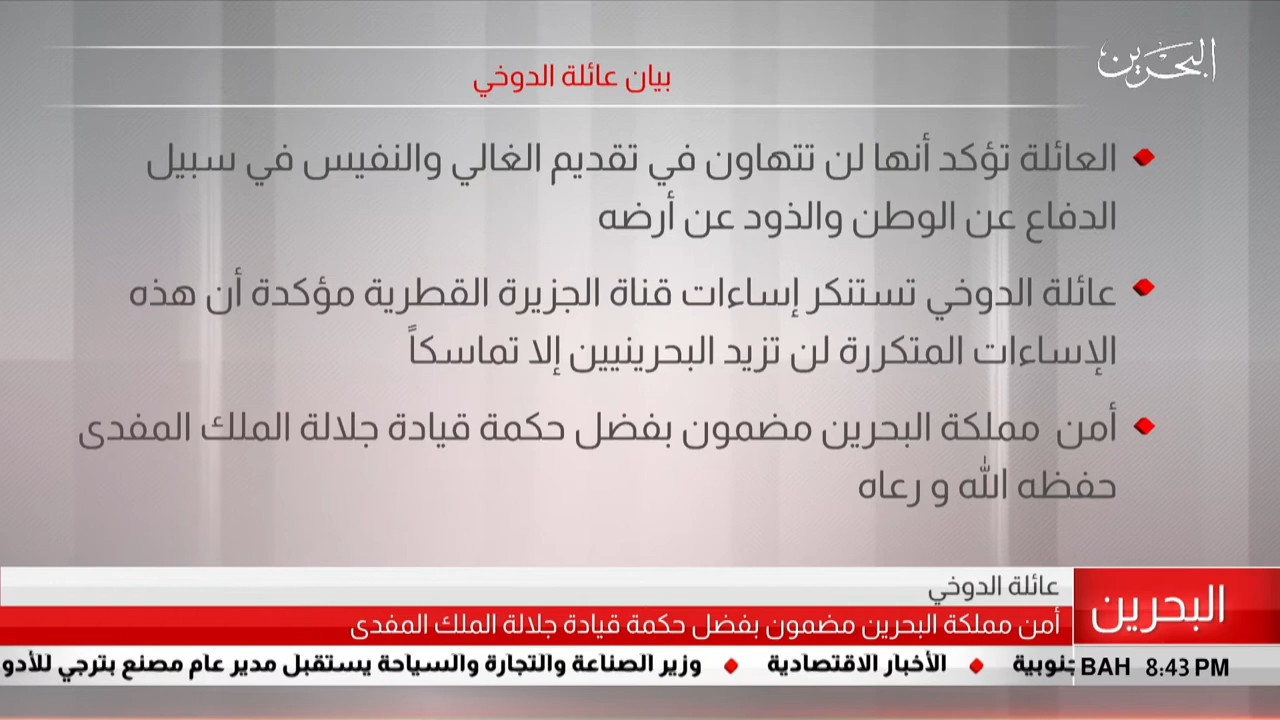 البحرين
بيان عائلة الدوخي
العائلة تؤكد أنها لن تتهاون في تقديم الغالي والنفيس في سبيل
الدفاع عن الوطن والذود عن أرضه
عائلة الدوخي تستنكر إساءات قناة الجزيرة القطرية مؤكدة أن هذه
الإساءات المتكررة لن تزيد البحرينيين إلا تماسكاً
أمن مملكة البحرين مضمون بفضل حكمة قيادة جلالة الملك المفدى
حفظه الله و رعاه
البحرين
عائلة الدوخي
أمن مملكة البحرين مضمون بفضل حكمة قيادة جلالة الملك المفدى
BAH 8:43 PM
جنوبية ♦ الأخبار الاقتصادية ♦ وزير الصناعة والتجارة والسياحة يستقبل مدير عام مصنع بترجي للأدو